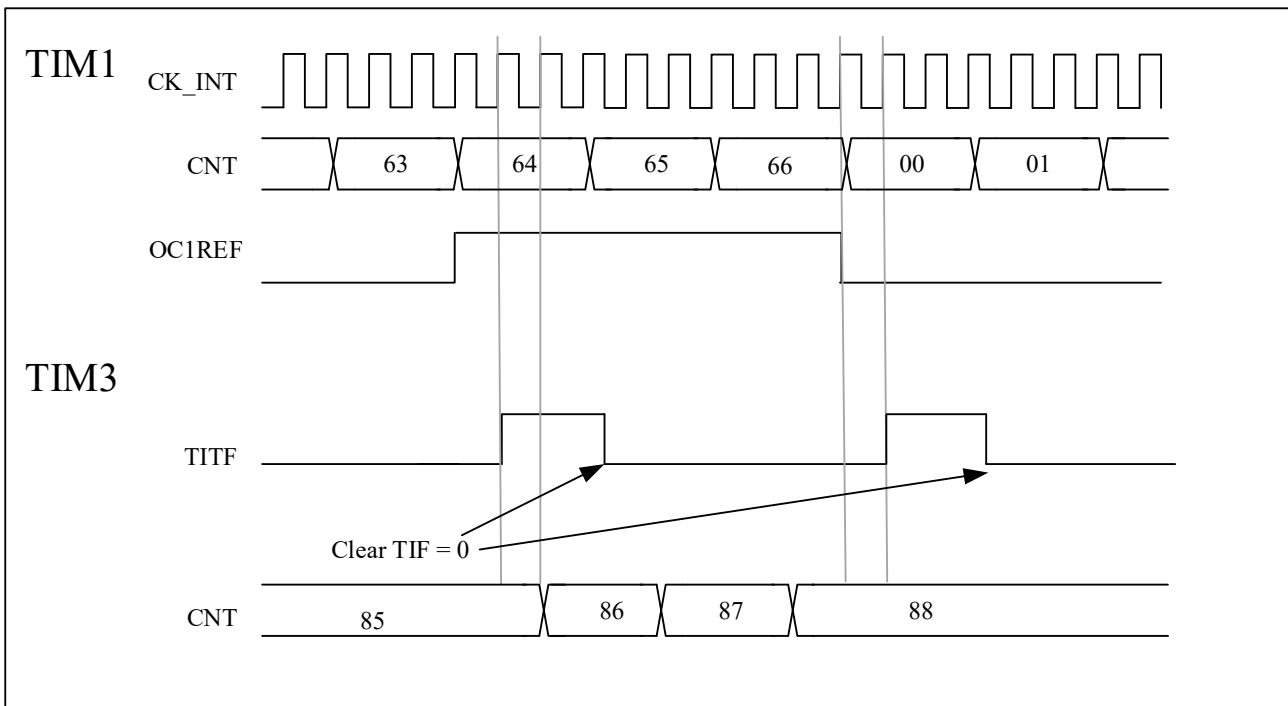 TIM1
CK_INT
CNT
63 64 65 66 00 01
OC1REF
TIM3
TITF
Clear TIF = 0
CNT
85 86 87 88